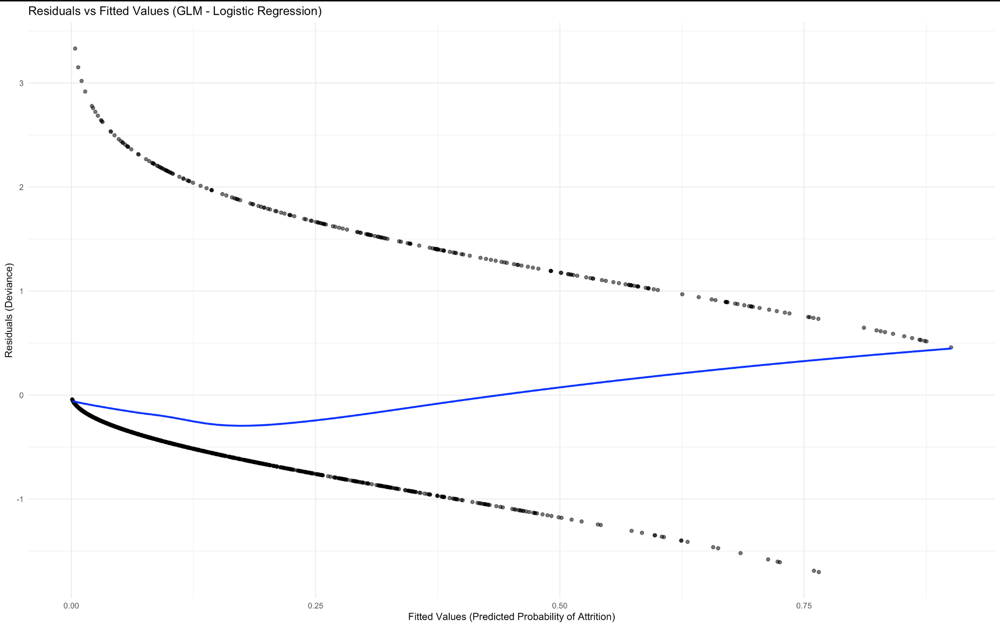 Residuals vs Fitted Values (GLM - Logistic Regression)
Residuals (Deviance)
3
2
1
0
-1
0.00 0.25 0.50 0.75
Fitted Values (Predicted Probability of Attrition)